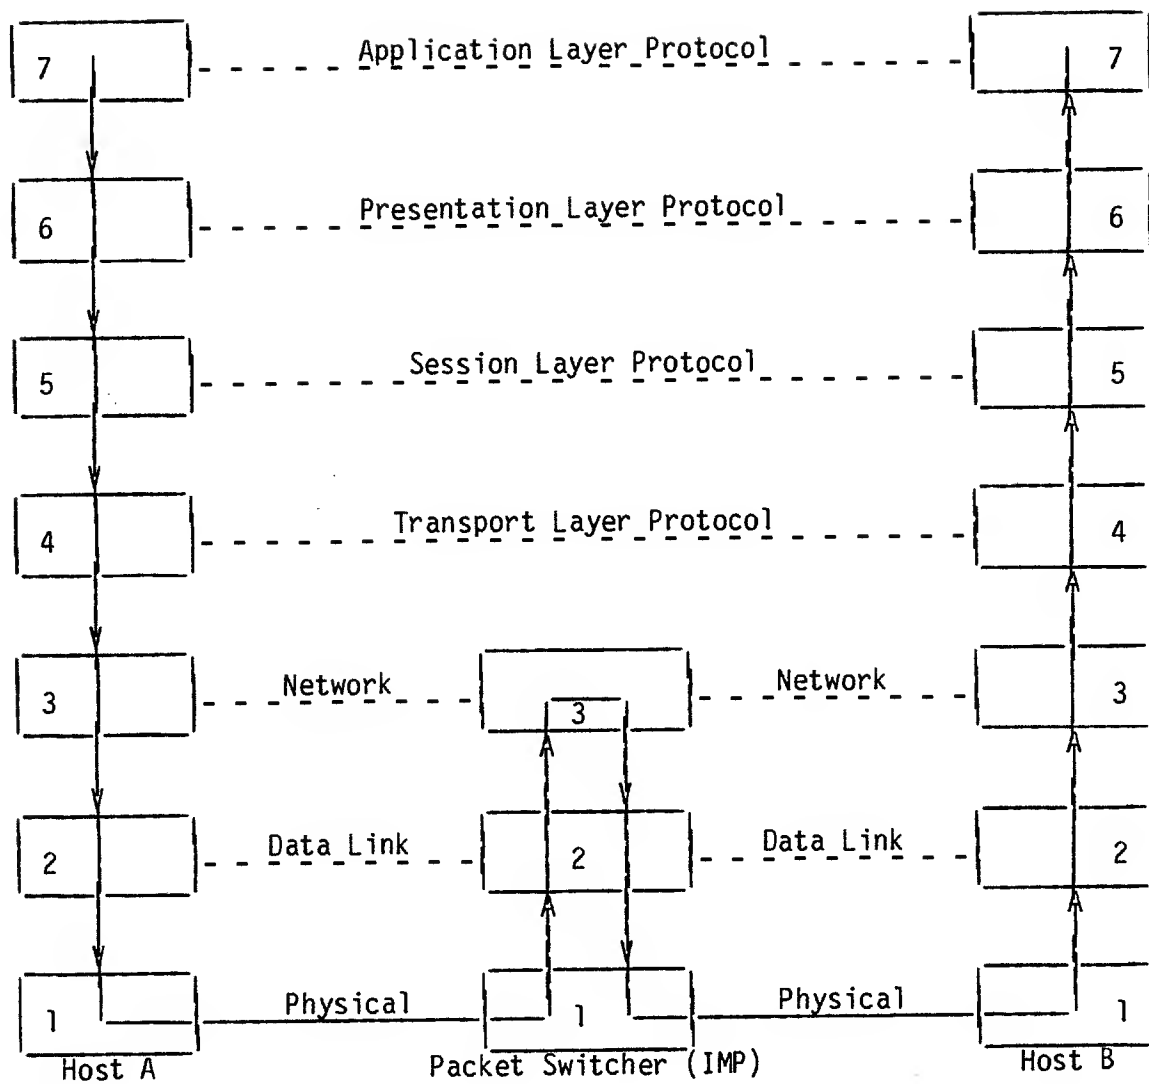 7 Application Layer Protocol 7
6 Presentation Layer Protocol 6
5 Session Layer Protocol 5
4 Transport Layer Protocol 4
3 Network 3 Network 3
2 Data Link 2 Data Link 2
1 Physical 1 Physical 1
Host A Packet Switcher (IMP) Host B